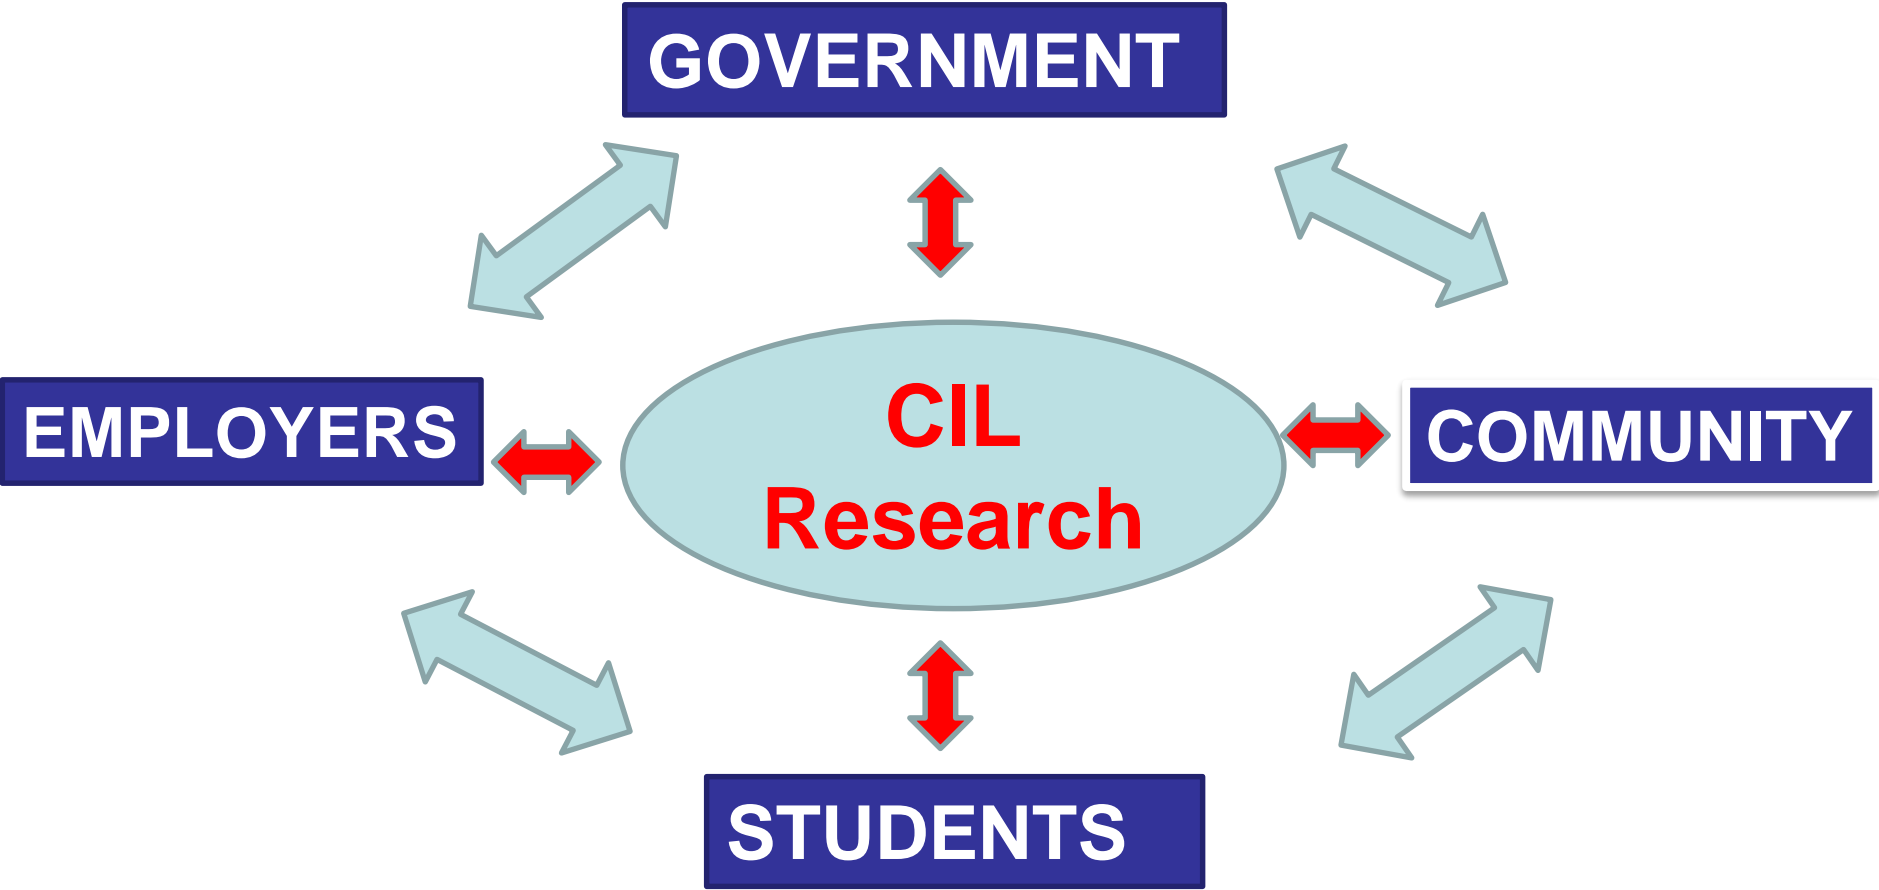 GOVERNMENT
EMPLOYERS
CIL
Research
COMMUNITY
STUDENTS